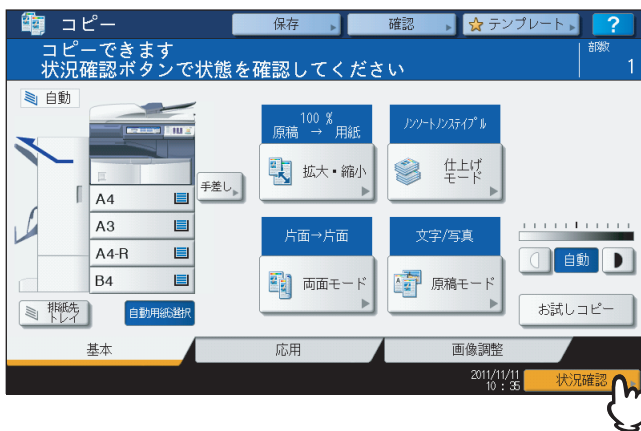 コピー
保存
確認
テンプレート
?
コピーできます
状況確認ボタンで状態を確認してください
部数
1
自動
100 %
原稿 → 用紙
ノンソートノンステイプル
拡大・縮小
仕上げ
モード
手差し
A4
A3
A4-R
B4
片面→片面
文字/写真
両面モード
原稿モード
自動
排紙先
トレイ
自動用紙選択
お試しコピー
基本
応用
画像調整
2011/11/11
10 : 35
状況確認